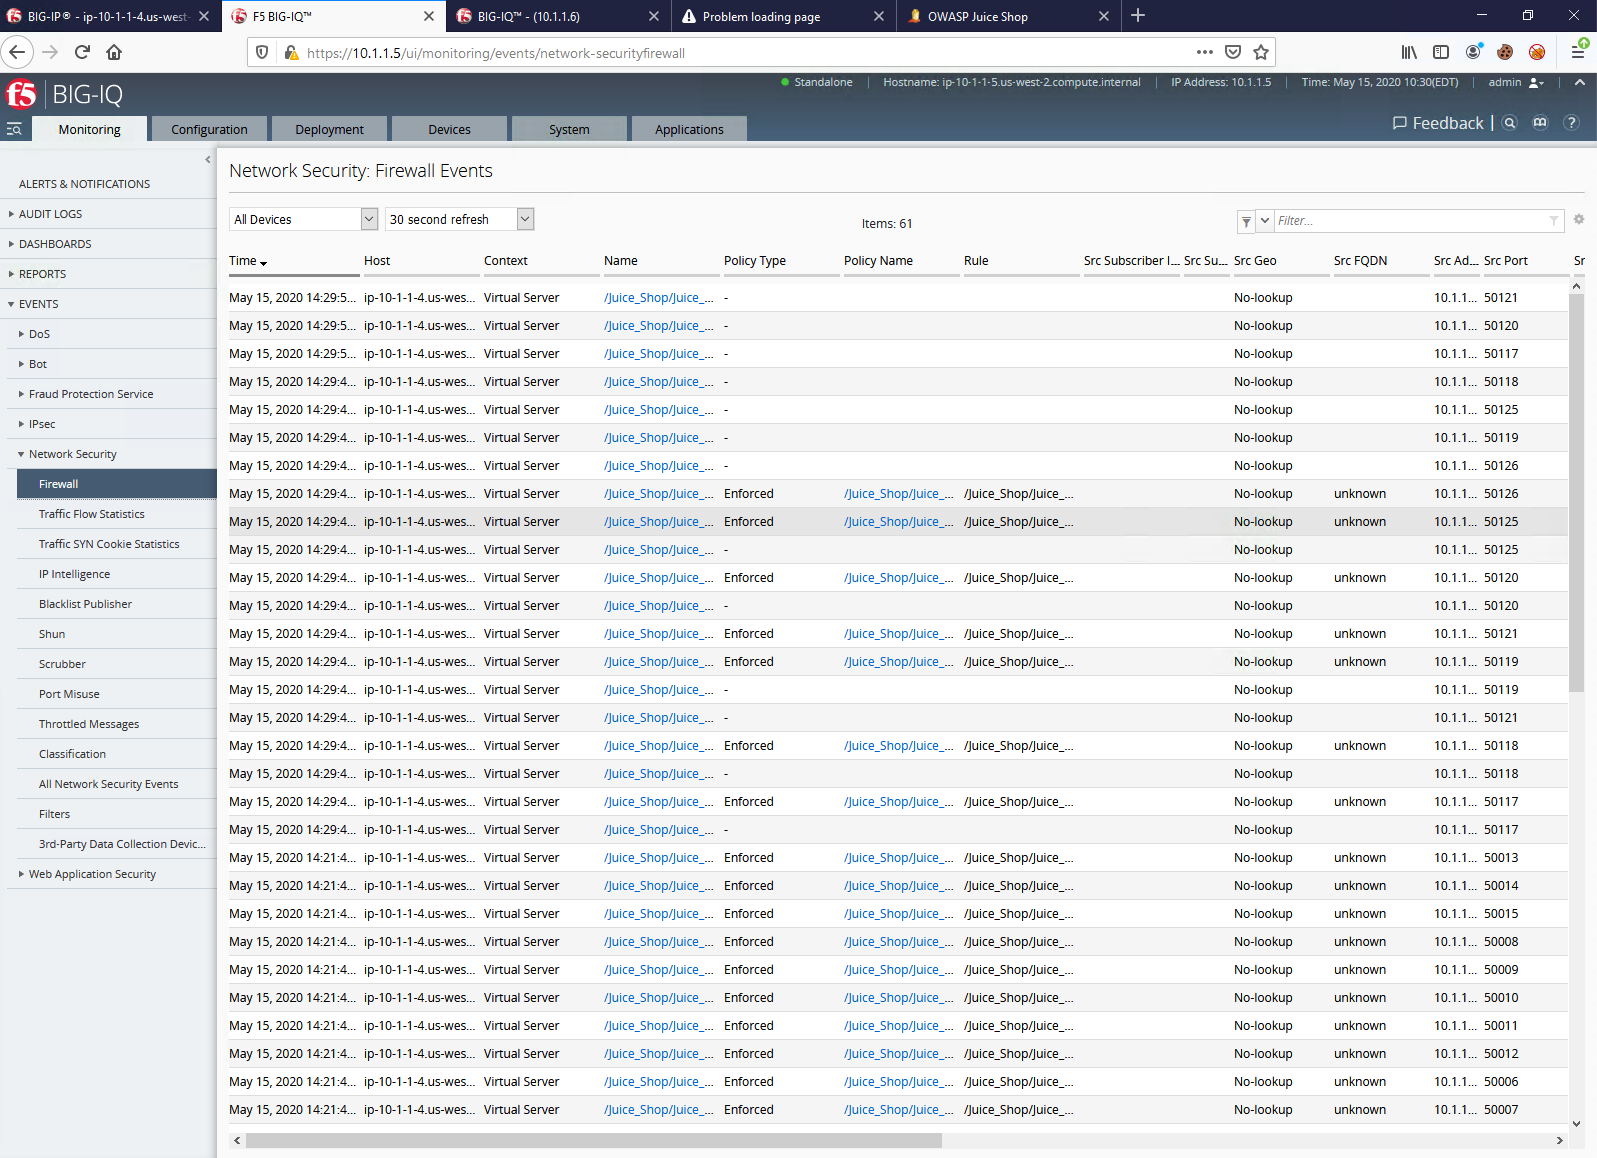 BIG-IP® - ip-10-1-1-4.us-west-
F5 BIG-IQ™
BIG-IQ™ - (10.1.1.6)
Problem loading page
OWASP Juice Shop
https://10.1.1.5/ui/monitoring/events/network-securityfirewall
f5 BIG-IQ
Standalone
Hostname: ip-10-1-1-5.us-west-2.compute.internal
IP Address: 10.1.1.5
Time: May 15, 2020 10:30(EDT)
admin
Monitoring
Configuration
Deployment
Devices
System
Applications
Feedback
ALERTS & NOTIFICATIONS
AUDIT LOGS
DASHBOARDS
REPORTS
EVENTS
DoS
Bot
Fraud Protection Service
IPsec
Network Security
Firewall
Traffic Flow Statistics
Traffic SYN Cookie Statistics
IP Intelligence
Blacklist Publisher
Shun
Scrubber
Port Misuse
Throttled Messages
Classification
All Network Security Events
Filters
3rd-Party Data Collection Devic...
Web Application Security
Network Security: Firewall Events
All Devices
30 second refresh
Items: 61
Filter...
Time Host Context Name Policy Type Policy Name Rule Src Subscriber I... Src Su... Src Geo Src FQDN Src Ad... Src Port Sr
May 15, 2020 14:29:5... ip-10-1-1-4.us-wes... Virtual Server /Juice_Shop/Juice_... - No-lookup 10.1.1... 50121
May 15, 2020 14:29:5... ip-10-1-1-4.us-wes... Virtual Server /Juice_Shop/Juice_... - No-lookup 10.1.1... 50120
May 15, 2020 14:29:5... ip-10-1-1-4.us-wes... Virtual Server /Juice_Shop/Juice_... - No-lookup 10.1.1... 50117
May 15, 2020 14:29:4... ip-10-1-1-4.us-wes... Virtual Server /Juice_Shop/Juice_... - No-lookup 10.1.1... 50118
May 15, 2020 14:29:4... ip-10-1-1-4.us-wes... Virtual Server /Juice_Shop/Juice_... - No-lookup 10.1.1... 50125
May 15, 2020 14:29:4... ip-10-1-1-4.us-wes... Virtual Server /Juice_Shop/Juice_... - No-lookup 10.1.1... 50119
May 15, 2020 14:29:4... ip-10-1-1-4.us-wes... Virtual Server /Juice_Shop/Juice_... - No-lookup 10.1.1... 50126
May 15, 2020 14:29:4... ip-10-1-1-4.us-wes... Virtual Server /Juice_Shop/Juice_... Enforced /Juice_Shop/Juice_... /Juice_Shop/Juice_... No-lookup unknown 10.1.1... 50126
May 15, 2020 14:29:4... ip-10-1-1-4.us-wes... Virtual Server /Juice_Shop/Juice_... Enforced /Juice_Shop/Juice_... /Juice_Shop/Juice_... No-lookup unknown 10.1.1... 50125
May 15, 2020 14:29:4... ip-10-1-1-4.us-wes... Virtual Server /Juice_Shop/Juice_... - No-lookup 10.1.1... 50125
May 15, 2020 14:29:4... ip-10-1-1-4.us-wes... Virtual Server /Juice_Shop/Juice_... Enforced /Juice_Shop/Juice_... /Juice_Shop/Juice_... No-lookup unknown 10.1.1... 50120
May 15, 2020 14:29:4... ip-10-1-1-4.us-wes... Virtual Server /Juice_Shop/Juice_... - No-lookup 10.1.1... 50120
May 15, 2020 14:29:4... ip-10-1-1-4.us-wes... Virtual Server /Juice_Shop/Juice_... Enforced /Juice_Shop/Juice_... /Juice_Shop/Juice_... No-lookup unknown 10.1.1... 50121
May 15, 2020 14:29:4... ip-10-1-1-4.us-wes... Virtual Server /Juice_Shop/Juice_... Enforced /Juice_Shop/Juice_... /Juice_Shop/Juice_... No-lookup unknown 10.1.1... 50119
May 15, 2020 14:29:4... ip-10-1-1-4.us-wes... Virtual Server /Juice_Shop/Juice_... - No-lookup 10.1.1... 50119
May 15, 2020 14:29:4... ip-10-1-1-4.us-wes... Virtual Server /Juice_Shop/Juice_... - No-lookup 10.1.1... 50121
May 15, 2020 14:29:4... ip-10-1-1-4.us-wes... Virtual Server /Juice_Shop/Juice_... Enforced /Juice_Shop/Juice_... /Juice_Shop/Juice_... No-lookup unknown 10.1.1... 50118
May 15, 2020 14:29:4... ip-10-1-1-4.us-wes... Virtual Server /Juice_Shop/Juice_... - No-lookup 10.1.1... 50118
May 15, 2020 14:29:4... ip-10-1-1-4.us-wes... Virtual Server /Juice_Shop/Juice_... Enforced /Juice_Shop/Juice_... /Juice_Shop/Juice_... No-lookup unknown 10.1.1... 50117
May 15, 2020 14:29:4... ip-10-1-1-4.us-wes... Virtual Server /Juice_Shop/Juice_... - No-lookup 10.1.1... 50117
May 15, 2020 14:21:4... ip-10-1-1-4.us-wes... Virtual Server /Juice_Shop/Juice_... Enforced /Juice_Shop/Juice_... /Juice_Shop/Juice_... No-lookup unknown 10.1.1... 50013
May 15, 2020 14:21:4... ip-10-1-1-4.us-wes... Virtual Server /Juice_Shop/Juice_... Enforced /Juice_Shop/Juice_... /Juice_Shop/Juice_... No-lookup unknown 10.1.1... 50014
May 15, 2020 14:21:4... ip-10-1-1-4.us-wes... Virtual Server /Juice_Shop/Juice_... Enforced /Juice_Shop/Juice_... /Juice_Shop/Juice_... No-lookup unknown 10.1.1... 50015
May 15, 2020 14:21:4... ip-10-1-1-4.us-wes... Virtual Server /Juice_Shop/Juice_... Enforced /Juice_Shop/Juice_... /Juice_Shop/Juice_... No-lookup unknown 10.1.1... 50008
May 15, 2020 14:21:4... ip-10-1-1-4.us-wes... Virtual Server /Juice_Shop/Juice_... Enforced /Juice_Shop/Juice_... /Juice_Shop/Juice_... No-lookup unknown 10.1.1... 50009
May 15, 2020 14:21:4... ip-10-1-1-4.us-wes... Virtual Server /Juice_Shop/Juice_... Enforced /Juice_Shop/Juice_... /Juice_Shop/Juice_... No-lookup unknown 10.1.1... 50010
May 15, 2020 14:21:4... ip-10-1-1-4.us-wes... Virtual Server /Juice_Shop/Juice_... Enforced /Juice_Shop/Juice_... /Juice_Shop/Juice_... No-lookup unknown 10.1.1... 50011
May 15, 2020 14:21:4... ip-10-1-1-4.us-wes... Virtual Server /Juice_Shop/Juice_... Enforced /Juice_Shop/Juice_... /Juice_Shop/Juice_... No-lookup unknown 10.1.1... 50012
May 15, 2020 14:21:4... ip-10-1-1-4.us-wes... Virtual Server /Juice_Shop/Juice_... Enforced /Juice_Shop/Juice_... /Juice_Shop/Juice_... No-lookup unknown 10.1.1... 50006
May 15, 2020 14:21:4... ip-10-1-1-4.us-wes... Virtual Server /Juice_Shop/Juice_... Enforced /Juice_Shop/Juice_... /Juice_Shop/Juice_... No-lookup unknown 10.1.1... 50007